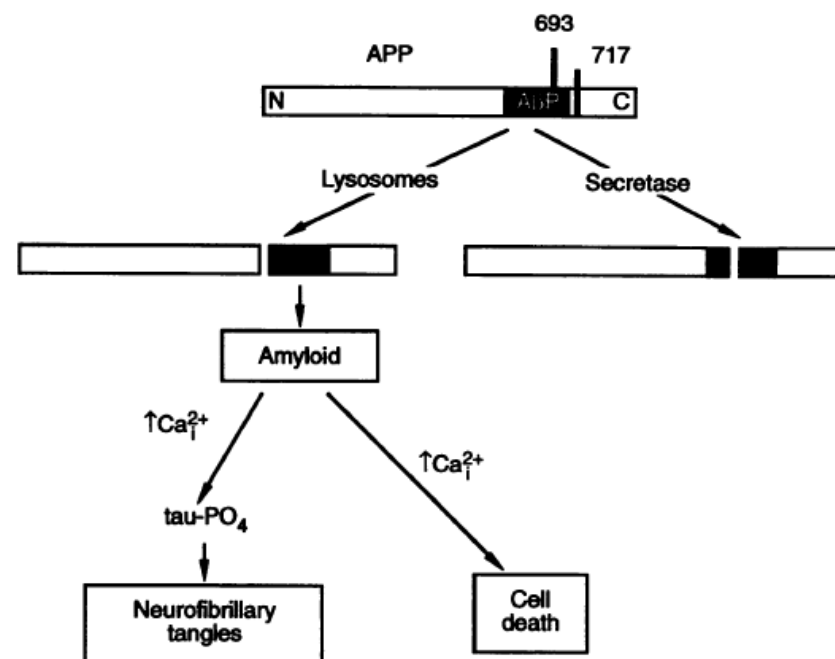 693
APP
717
N
AβP
C
Lysosomes
Secretase
Amyloid
↑Ca²⁺ᵢ
↑Ca²⁺ᵢ
tau-PO₄
Neurofibrillary
tangles
Cell
death